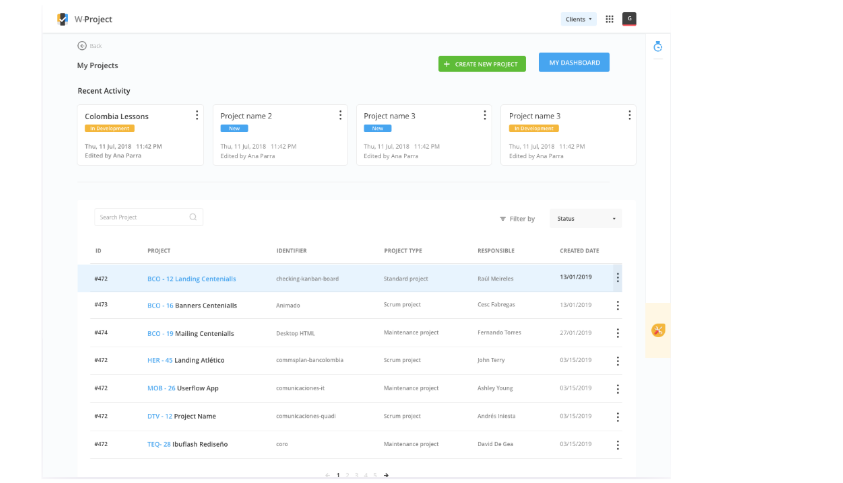 W-Project
Clients
G
Back
My Projects
+ CREATE NEW PROJECT
MY DASHBOARD
Recent Activity
Colombia Lessons
In Development
Thu, 11 Jul, 2018 11:42 PM
Edited by Ana Parra
Project name 2
New
Thu, 11 Jul, 2018 11:42 PM
Edited by Ana Parra
Project name 3
New
Thu, 11 Jul, 2018 11:42 PM
Edited by Ana Parra
Project name 3
In Development
Thu, 11 Jul, 2018 11:42 PM
Edited by Ana Parra
Search Project
Filter by
Status
ID PROJECT IDENTIFIER PROJECT TYPE RESPONSIBLE CREATED DATE
#472 BCO - 12 Landing Centenialls checking-kanban-board Standard project Raúl Meireles 13/01/2019
#473 BCO - 16 Banners Centenialls Animado Scrum project Cesc Fabregas 13/01/2019
#474 BCO - 19 Mailing Centenialls Desktop HTML Maintenance project Fernando Torres 27/01/2019
#472 HER - 45 Landing Atlético commsplan-bancolombia Scrum project John Terry 03/15/2019
#472 MOB - 26 Userflow App comunicaciones-it Maintenance project Ashley Young 03/15/2019
#472 DTV - 12 Project Name comunicaciones-quadi Scrum project Andrés Iniesta 03/15/2019
#472 TEQ- 28 Ibuflash Rediseño coro Maintenance project David De Gea 03/15/2019
← 1 2 3 4 5 →